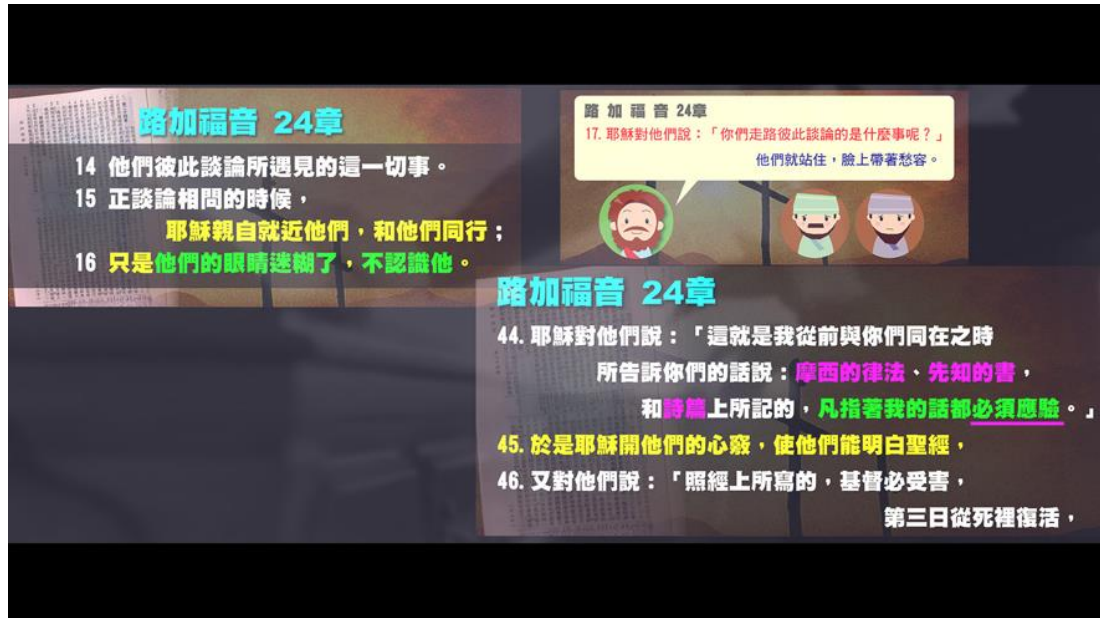 路加福音 24章
14 他們彼此談論所遇見的這一切事。
15 正談論相問的時候，
耶穌親自就近他們，和他們同行；
16 只是他們的眼睛迷糊了，不認識他。
路加福音 24章
17. 耶穌對他們說：「你們走路彼此談論的是什麼事呢？」
他們就站住，臉上帶著愁容。
路加福音 24章
44. 耶穌對他們說：「這就是我從前與你們同在之時
所告訴你們的話說：摩西的律法、先知的書，
和詩篇上所記的，凡指著我的話都必須應驗。」
45. 於是耶穌開他們的心竅，使他們能明白聖經，
46. 又對他們說：「照經上所寫的，基督必受害，
第三日從死裡復活，